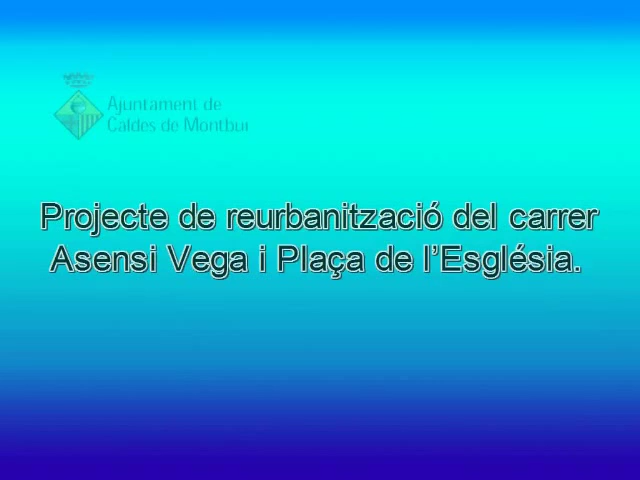 Ajuntament de
Caldes de Montbui
Projecte de reurbanització del carrer
Asensi Vega i Plaça de l'Església.